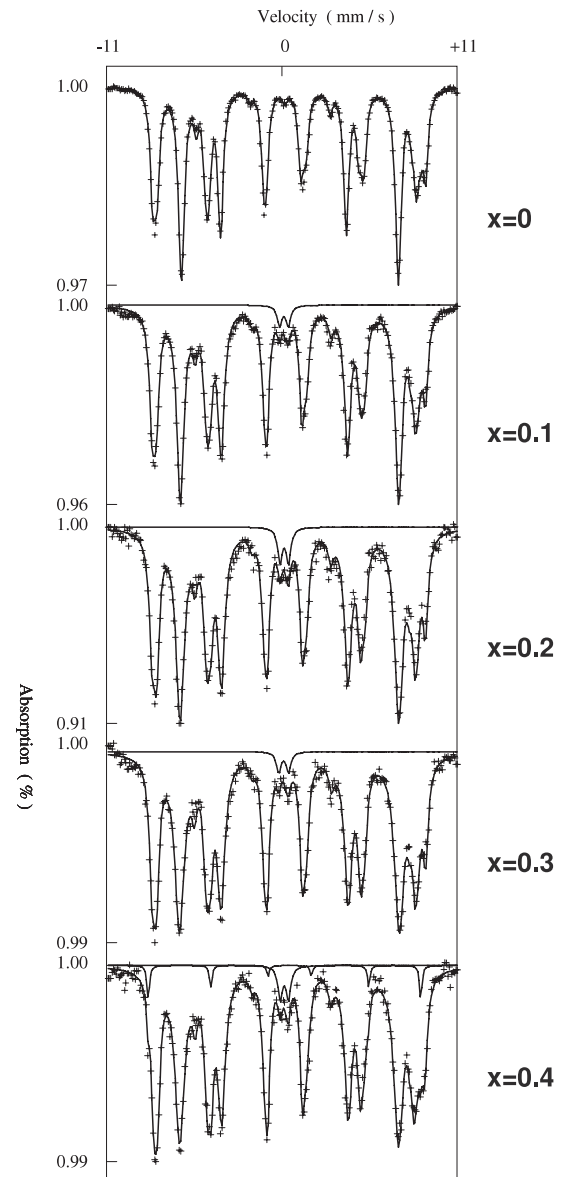 Velocity ( mm / s )
-11 0 +11
1.00
x=0
0.97
1.00
x=0.1
0.96
1.00
x=0.2
0.91
1.00
x=0.3
0.99
1.00
x=0.4
0.99
Absorption ( % )